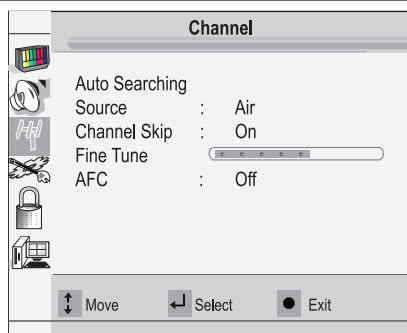 Channel
Auto Searching
Source : Air
Channel Skip : On
Fine Tune
AFC : Off
Move Select Exit